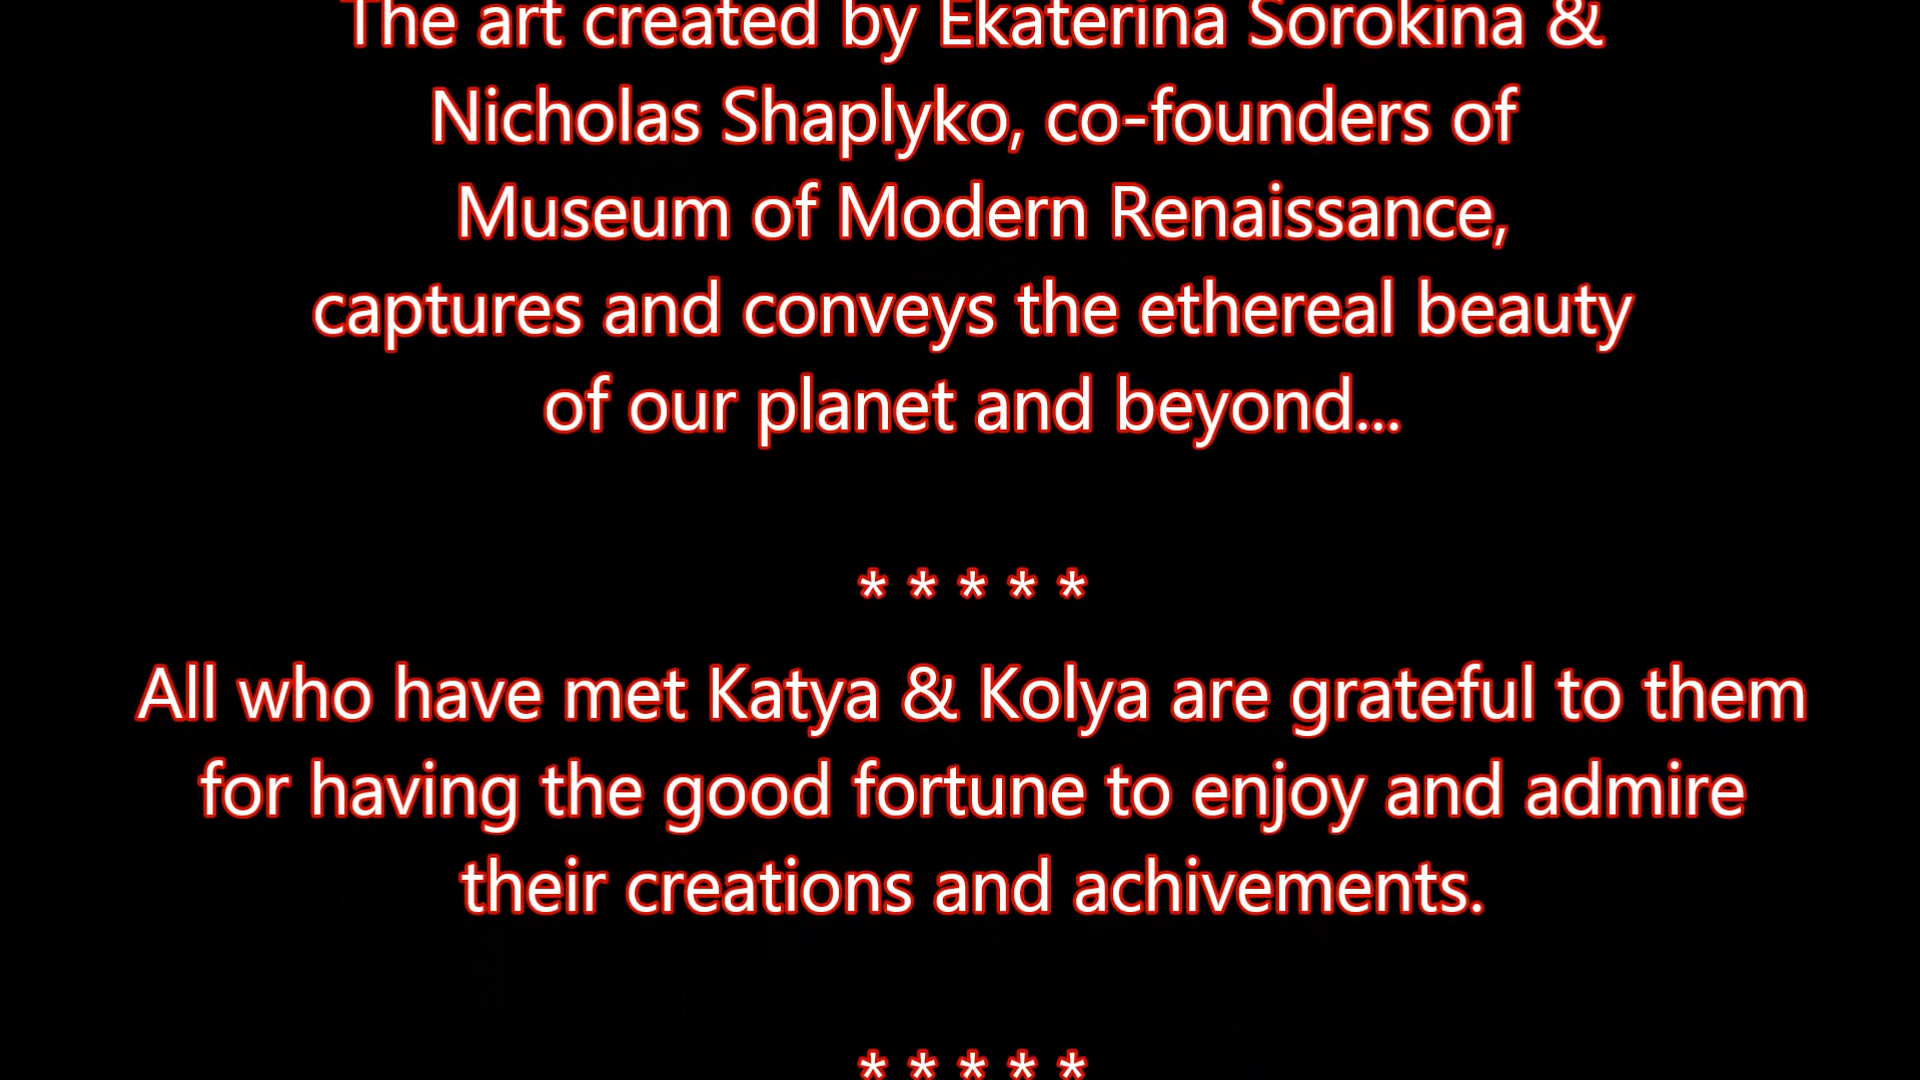 The art created by Ekaterina Sorokina &
Nicholas Shaplyko, co-founders of
Museum of Modern Renaissance,
captures and conveys the ethereal beauty
of our planet and beyond...
* * * * *
All who have met Katya & Kolya are grateful to them
for having the good fortune to enjoy and admire
their creations and achivements.
* * * * *